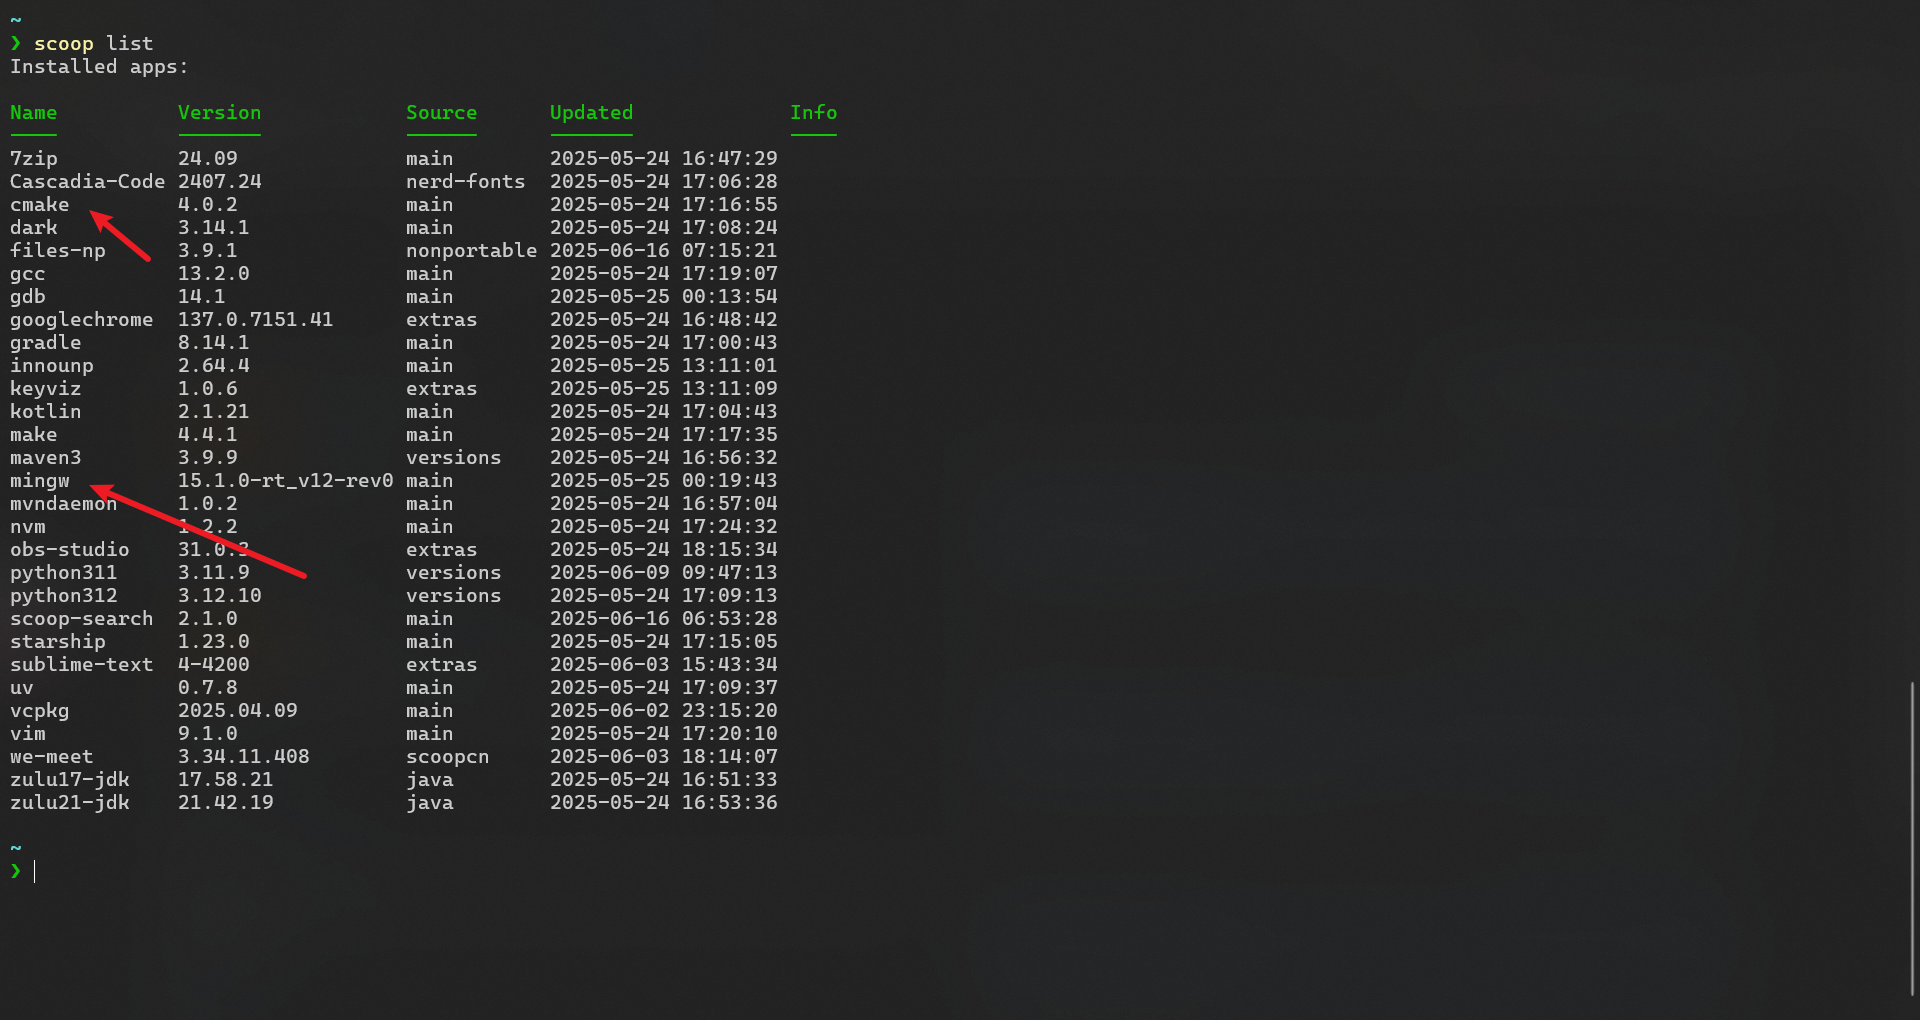 ~
❯ scoop list
Installed apps:
Name Version Source Updated Info
7zip 24.09 main 2025-05-24 16:47:29
Cascadia-Code 2407.24 nerd-fonts 2025-05-24 17:06:28
cmake 4.0.2 main 2025-05-24 17:16:55
dark 3.14.1 main 2025-05-24 17:08:24
files-np 3.9.1 nonportable 2025-06-16 07:15:21
gcc 13.2.0 main 2025-05-24 17:19:07
gdb 14.1 main 2025-05-25 00:13:54
googlechrome 137.0.7151.41 extras 2025-05-24 16:48:42
gradle 8.14.1 main 2025-05-24 17:00:43
innounp 2.64.4 main 2025-05-25 13:11:01
keyviz 1.0.6 extras 2025-05-25 13:11:09
kotlin 2.1.21 main 2025-05-24 17:04:43
make 4.4.1 main 2025-05-24 17:17:35
maven3 3.9.9 versions 2025-05-24 16:56:32
mingw 15.1.0-rt_v12-rev0 main 2025-05-25 00:19:43
mvndaemon 1.0.2 main 2025-05-24 16:57:04
nvm 1.2.2 main 2025-05-24 17:24:32
obs-studio 31.0.3 extras 2025-05-24 18:15:34
python311 3.11.9 versions 2025-06-09 09:47:13
python312 3.12.10 versions 2025-05-24 17:09:13
scoop-search 2.1.0 main 2025-06-16 06:53:28
starship 1.23.0 main 2025-05-24 17:15:05
sublime-text 4-4200 extras 2025-06-03 15:43:34
uv 0.7.8 main 2025-05-24 17:09:37
vcpkg 2025.04.09 main 2025-06-02 23:15:20
vim 9.1.0 main 2025-05-24 17:20:10
we-meet 3.34.11.408 scoopcn 2025-06-03 18:14:07
zulu17-jdk 17.58.21 java 2025-05-24 16:51:33
zulu21-jdk 21.42.19 java 2025-05-24 16:53:36
~
❯